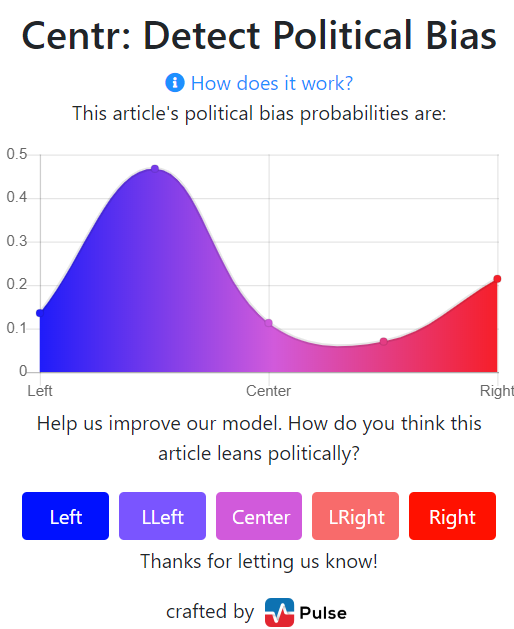 Centr: Detect Political Bias
How does it work?
This article's political bias probabilities are:
0.5
0.4
0.3
0.2
0.1
0
Left Center Right
Help us improve our model. How do you think this
article leans politically?
Left LLeft Center LRight Right
Thanks for letting us know!
crafted by Pulse